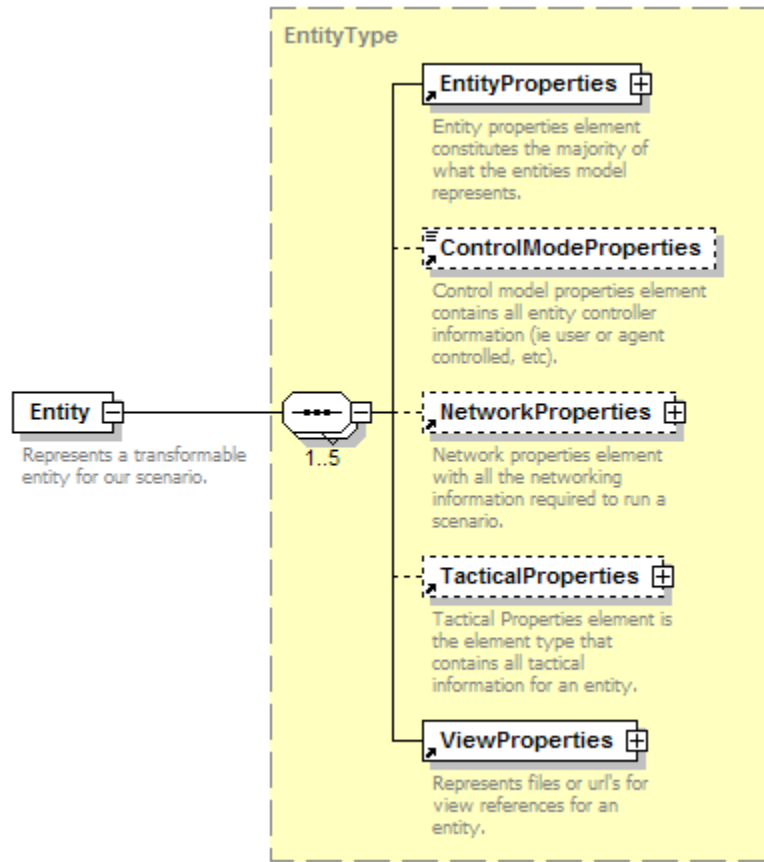 EntityType
EntityProperties
Entity properties element
constitutes the majority of
what the entities model
represents.
ControlModeProperties
Control model properties element
contains all entity controller
information (ie user or agent
controlled, etc).
Entity
Represents a transformable
entity for our scenario.
1..5
NetworkProperties
Network properties element
with all the networking
information required to run a
scenario.
TacticalProperties
Tactical Properties element is
the element type that
contains all tactical
information for an entity.
ViewProperties
Represents files or url's for
view references for an
entity.